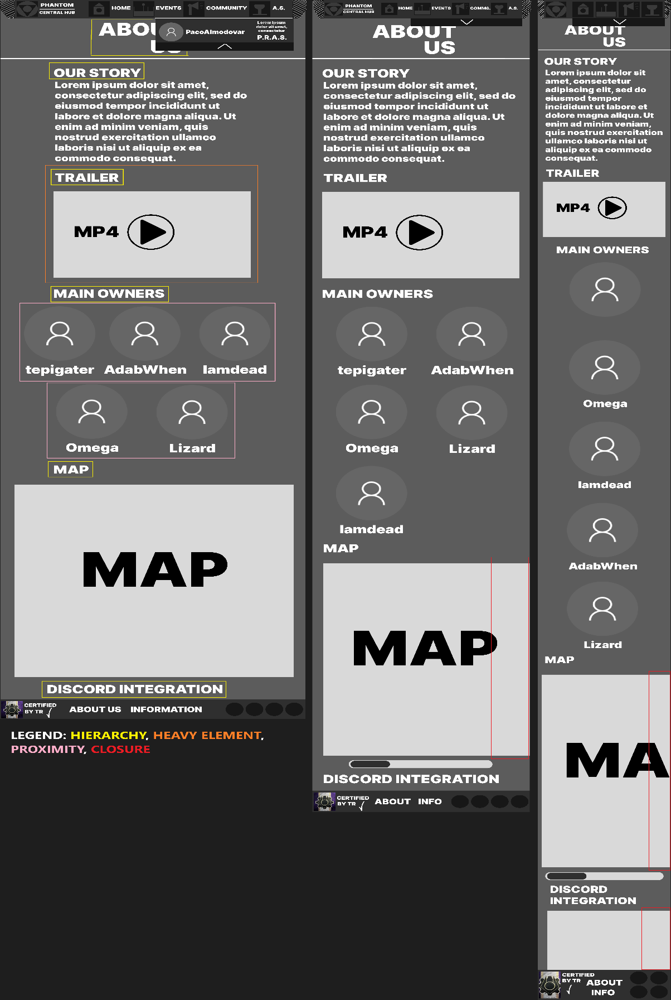 PHANTOM
CENTRAL HUB
HOME
EVENTS
COMMUNITY
A.S.
ABOU
US
PacoAlmodovar
Lorem ipsum
dolor sit amet,
consectetur
P.R.A.S.
OUR STORY
Lorem ipsum dolor sit amet,
consectetur adipiscing elit, sed do
eiusmod tempor incididunt ut
labore et dolore magna aliqua. Ut
enim ad minim veniam, quis
nostrud exercitation ullamco
laboris nisi ut aliquip ex ea
commodo consequat.
TRAILER
MP4
MAIN OWNERS
tepigater AdabWhen Iamdead
Omega Lizard
MAP
MAP
DISCORD INTEGRATION
CERTIFIED
BY TR
ABOUT US INFORMATION
LEGEND: HIERARCHY, HEAVY ELEMENT,
PROXIMITY, CLOSURE
PHANTOM
CENTRAL HUB
HOME
EVENTS
COMMS.
A.S.
ABOUT
US
OUR STORY
Lorem ipsum dolor sit amet,
consectetur adipiscing elit, sed do
eiusmod tempor incididunt ut
labore et dolore magna aliqua. Ut
enim ad minim veniam, quis
nostrud exercitation ullamco
laboris nisi ut aliquip ex ea
commodo consequat.
TRAILER
MP4
MAIN OWNERS
tepigater AdabWhen
Omega Lizard
Iamdead
MAP
MAP
DISCORD INTEGRATION
CERTIFIED
BY TR
ABOUT INFO
ABOUT
US
OUR STORY
Lorem ipsum dolor sit
amet, consectetur
adipiscing elit, sed do
eiusmod tempor
incididunt ut labore et
dolore magna aliqua. Ut
enim ad minim veniam,
quis nostrud exercitation
ullamco laboris nisi ut
aliquip ex ea commodo
consequat.
TRAILER
MP4
MAIN OWNERS
Omega
Iamdead
AdabWhen
Lizard
MAP
MA
DISCORD
INTEGRATION
CERTIFIED
BY TR
ABOUT
INFO